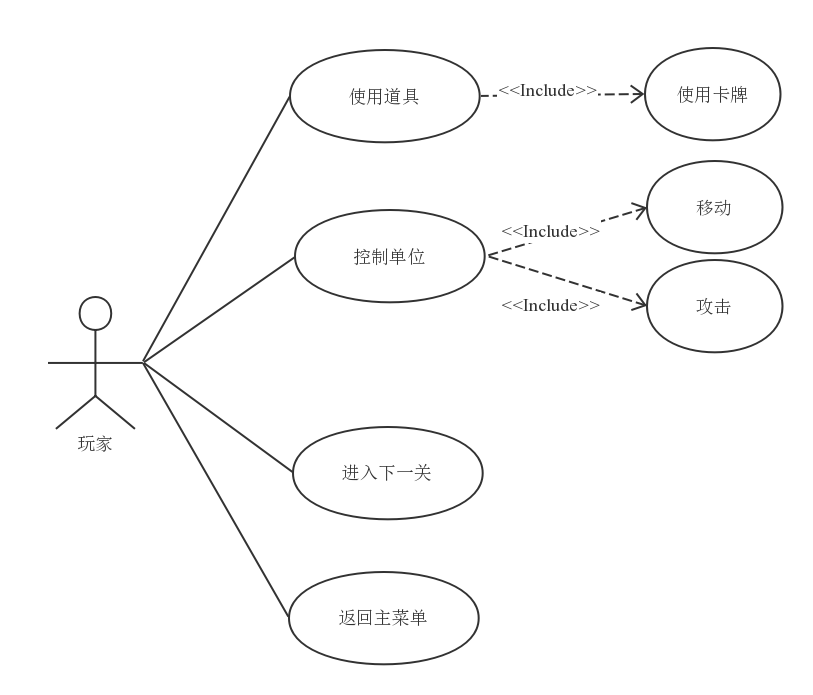 使用道具
<<Include>>
使用卡牌
控制单位
<<Include>>
移动
<<Include>>
攻击
玩家
进入下一关
返回主菜单